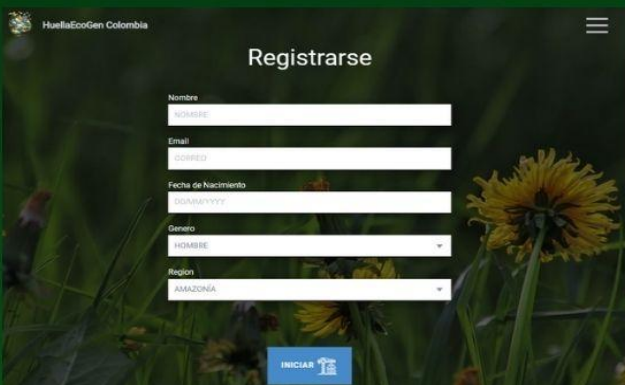 HuellaEcoGen Colombia
Registrarse
Nombre
NOMBRE
Email
CORREO
Fecha de Nacimiento
DD/MM/YYYY
Genero
HOMBRE
Region
AMAZONÍA
INICIAR